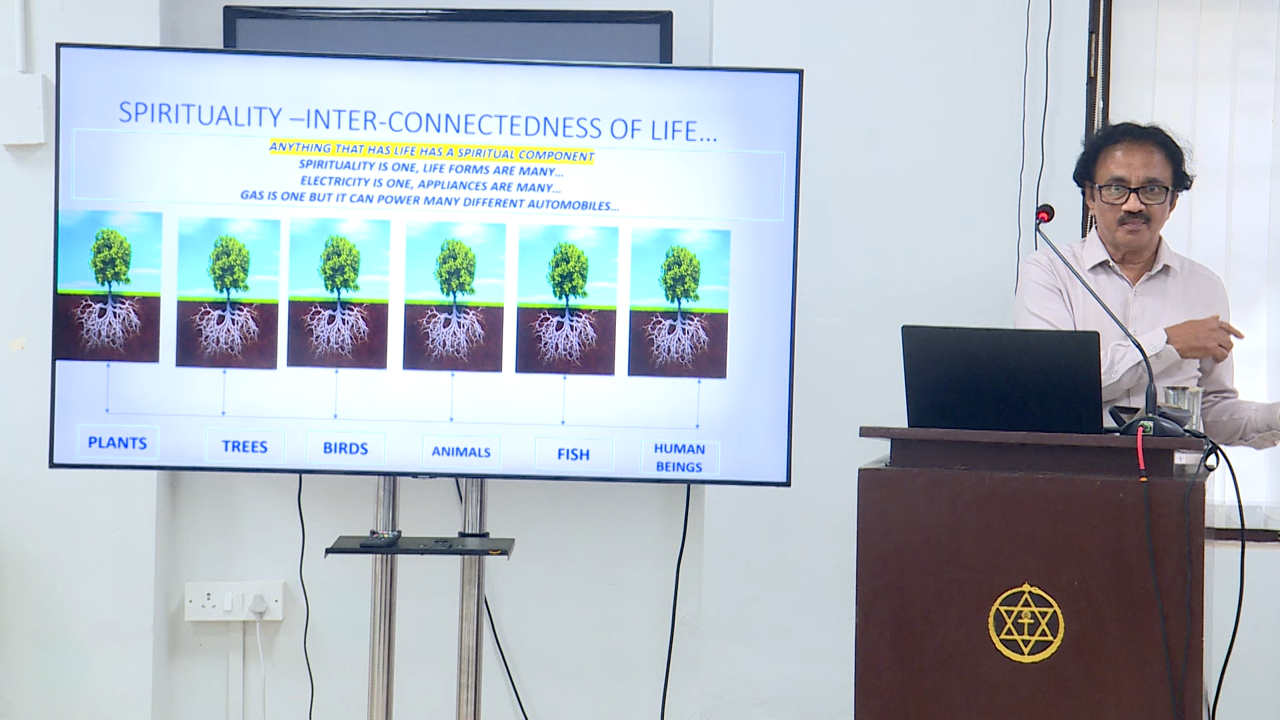 SPIRITUALITY –INTER-CONNECTEDNESS OF LIFE...
ANYTHING THAT HAS LIFE HAS A SPIRITUAL COMPONENT
SPIRITUALITY IS ONE, LIFE FORMS ARE MANY...
ELECTRICITY IS ONE, APPLIANCES ARE MANY...
GAS IS ONE BUT IT CAN POWER MANY DIFFERENT AUTOMOBILES...
PLANTS
TREES
BIRDS
ANIMALS
FISH
HUMAN
BEINGS